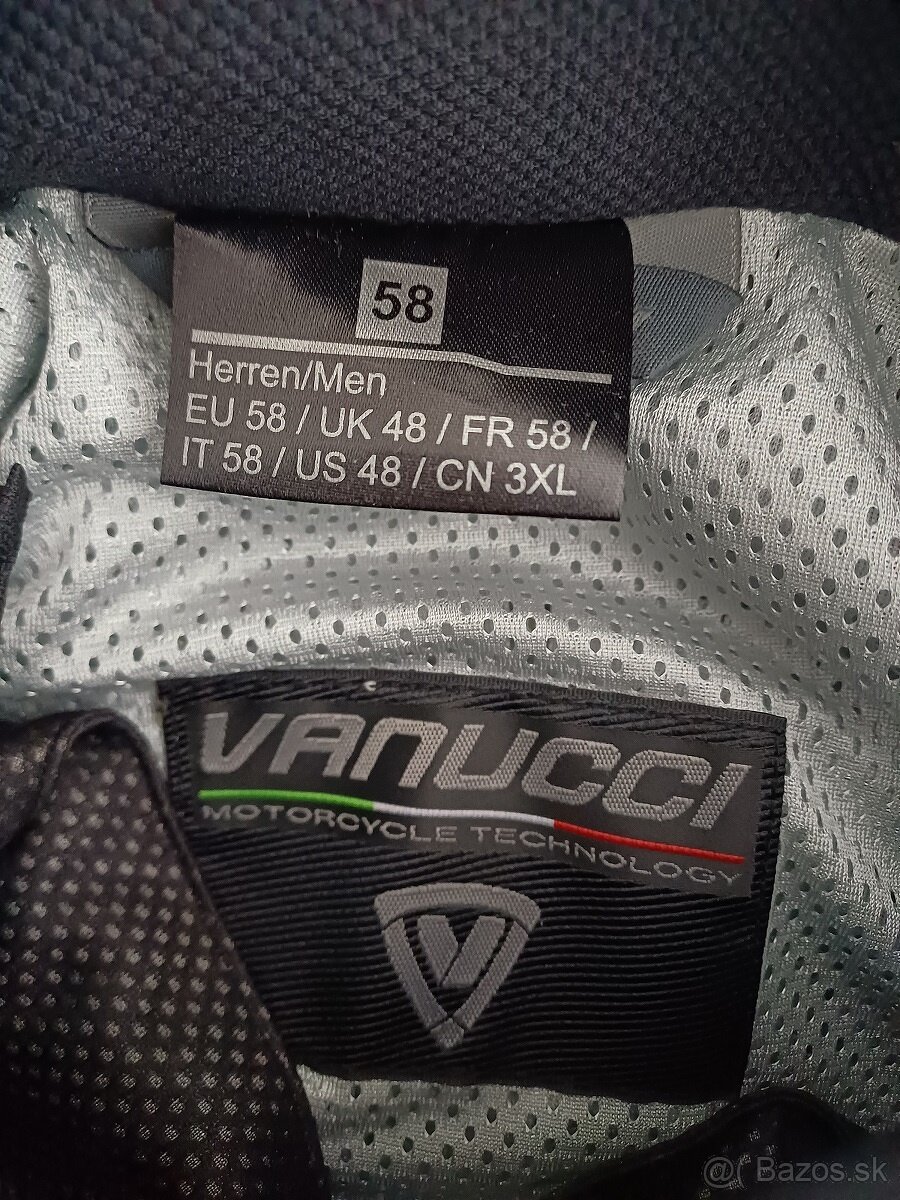 58
Herren/Men
EU 58 / UK 48 / FR 58 /
IT 58 / US 48 / CN 3XL
VANUCCI
MOTORCYCLE TECHNOLOGY
V
@ Bazos.sk